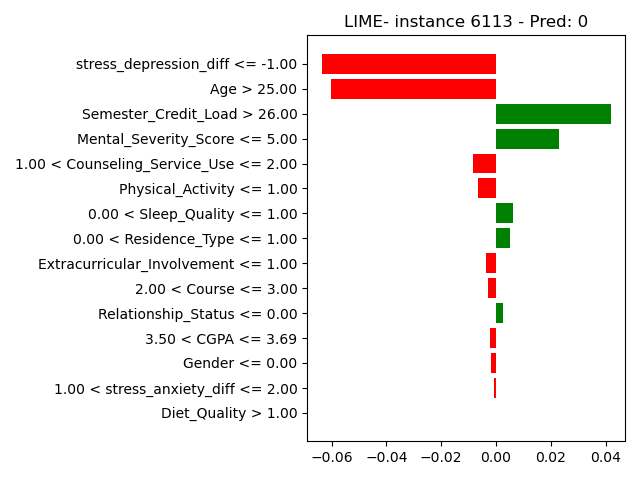 LIME- instance 6113 - Pred: 0
stress_depression_diff <= -1.00
Age > 25.00
Semester_Credit_Load > 26.00
Mental_Severity_Score <= 5.00
1.00 < Counseling_Service_Use <= 2.00
Physical_Activity <= 1.00
0.00 < Sleep_Quality <= 1.00
0.00 < Residence_Type <= 1.00
Extracurricular_Involvement <= 1.00
2.00 < Course <= 3.00
Relationship_Status <= 0.00
3.50 < CGPA <= 3.69
Gender <= 0.00
1.00 < stress_anxiety_diff <= 2.00
Diet_Quality > 1.00
−0.06 −0.04 −0.02 0.00 0.02 0.04